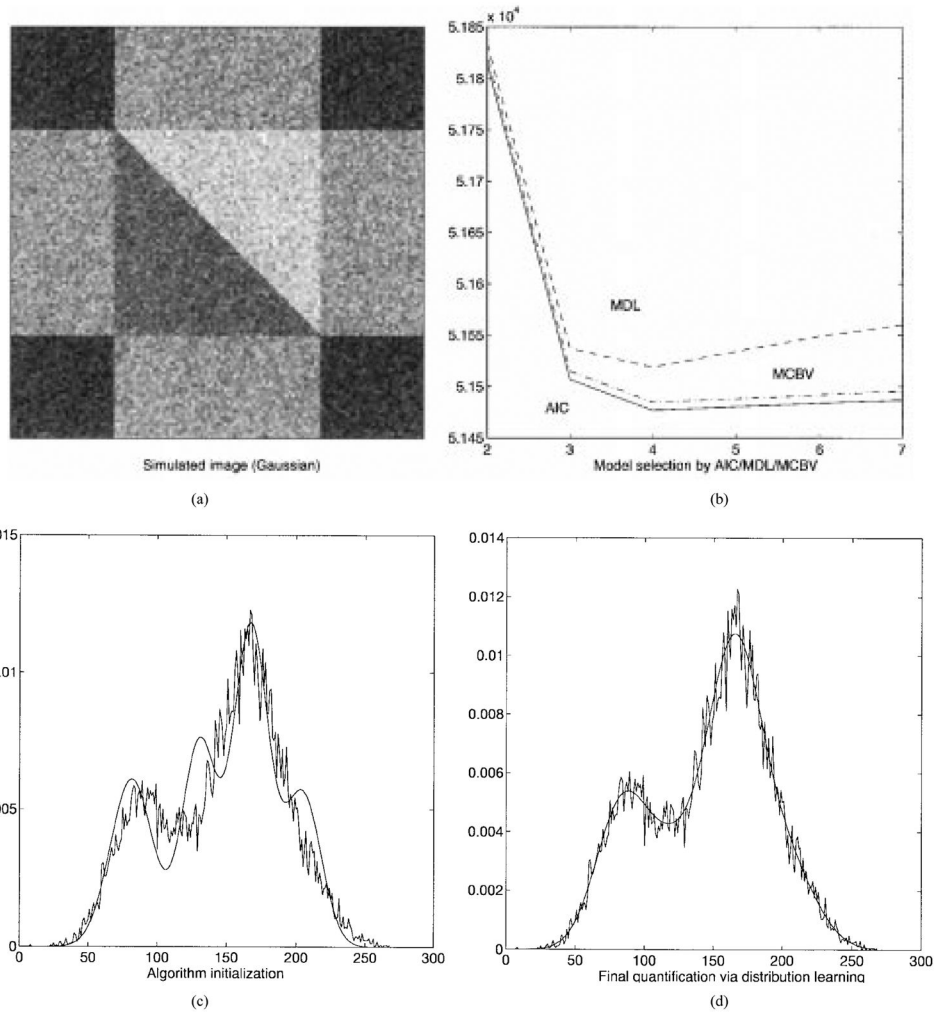 Simulated image (Gaussian)
(a)
x 10^4
5.185
5.18
5.175
5.17
5.165
5.16
5.155
5.15
5.145
MDL
MCBV
AIC
2 3 4 5 6 7
Model selection by AIC/MDL/MCBV
(b)
015
.01
005
0
0 50 100 150 200 250 300
Algorithm initialization
(c)
0.014
0.012
0.01
0.008
0.006
0.004
0.002
0
0 50 100 150 200 250 300
Final quantification via distribution learning
(d)